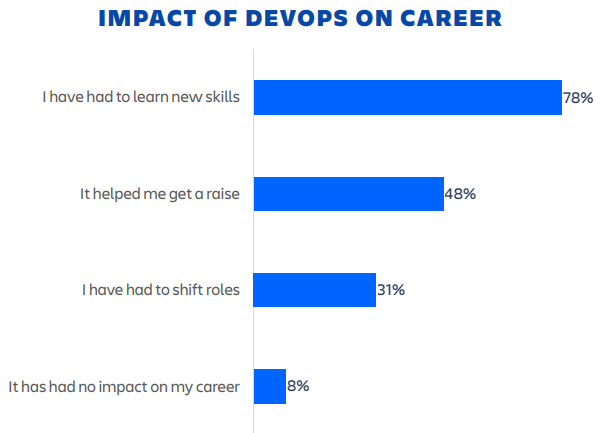 IMPACT OF DEVOPS ON CAREER
I have had to learn new skills 78%
It helped me get a raise 48%
I have had to shift roles 31%
It has had no impact on my career 8%